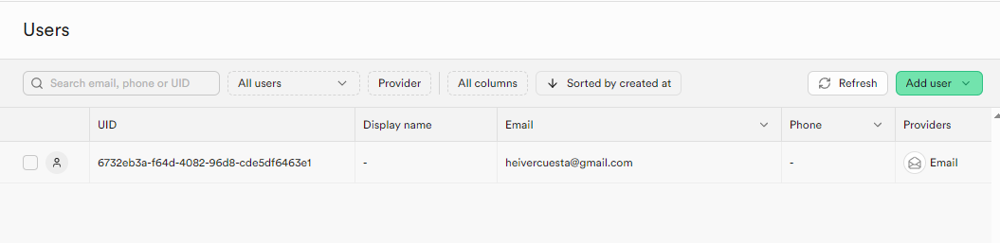 Users
Search email, phone or UID All users Provider All columns Sorted by created at Refresh Add user
UID Display name Email Phone Providers
6732eb3a-f64d-4082-96d8-cde5df6463e1 - heivercuesta@gmail.com - Email